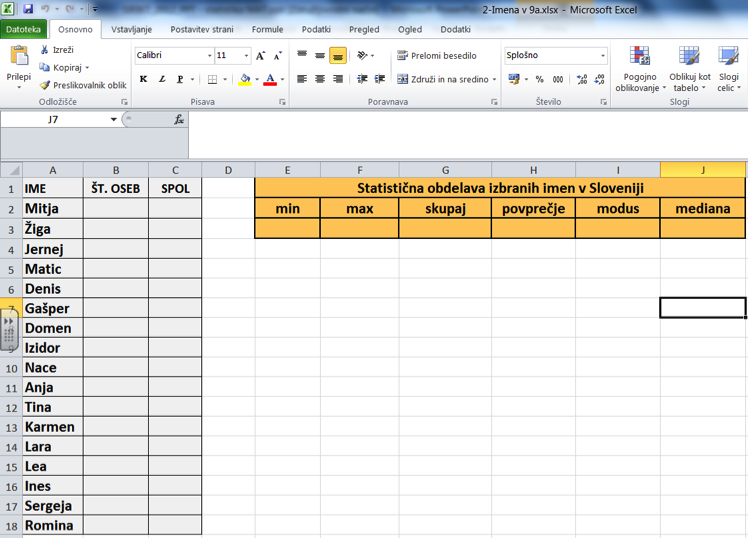 2-Imena v 9a.xlsx - Microsoft Excel
Datoteka Osnovno Vstavljanje Postavitev strani Formule Podatki Pregled Ogled Dodatki
Prilepi
Izreži
Kopiraj
Preslikovalnik oblik
Odložišče
Calibri 11
K L P
Pisava
Prelomi besedilo
Združi in na sredino
Poravnava
Splošno
% 000
Število
Pogojno oblikovanje
Oblikuj kot tabelo
Slogi celic
Slogi
J7 fx
A B C D E F G H I J
1 IME ŠT. OSEB SPOL Statistična obdelava izbranih imen v Sloveniji
2 Mitja min max skupaj povprečje modus mediana
3 Žiga
4 Jernej
5 Matic
6 Denis
7 Gašper
Domen
9 Izidor
10 Nace
11 Anja
12 Tina
13 Karmen
14 Lara
15 Lea
16 Ines
17 Sergeja
18 Romina